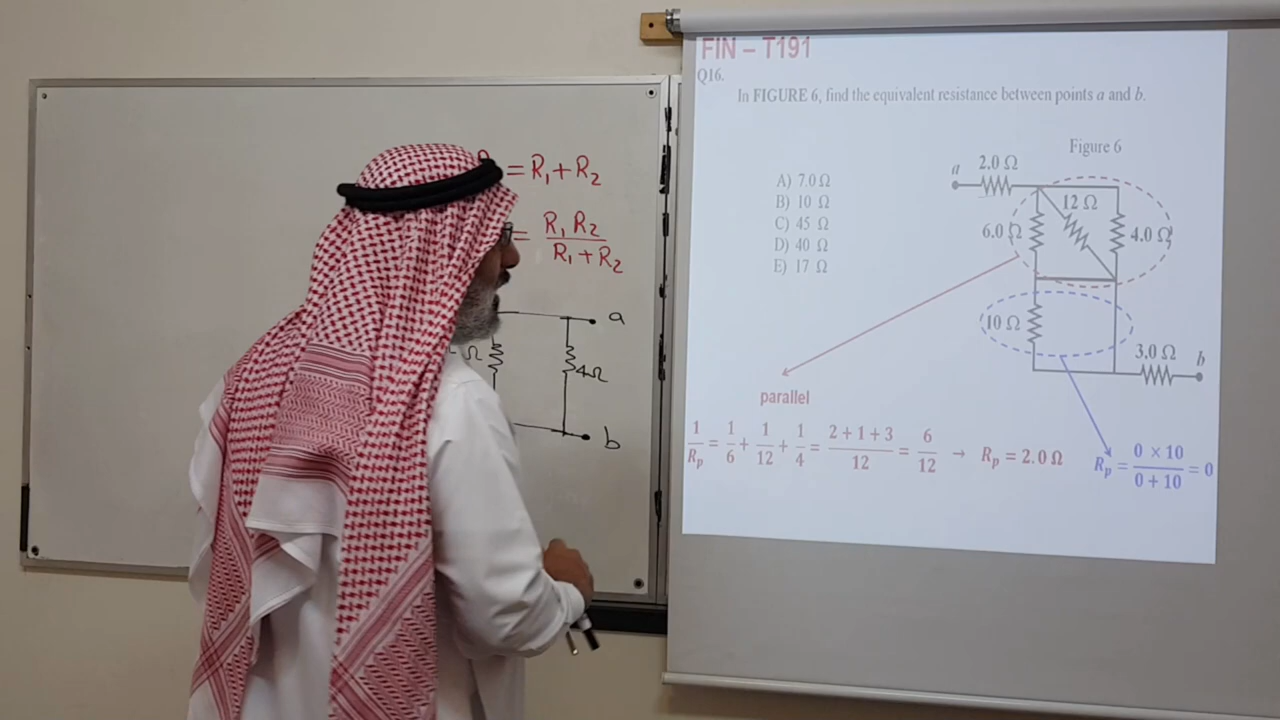 FIN – T191
Q16.
In FIGURE 6, find the equivalent resistance between points a and b.
A) 7.0 Ω
B) 10 Ω
C) 45 Ω
D) 40 Ω
E) 17 Ω
Figure 6
a
2.0 Ω
12 Ω
6.0 Ω
4.0 Ω
10 Ω
3.0 Ω
b
parallel
1/Rp = 1/6 + 1/12 + 1/4 = 2 + 1 + 3/12 = 6/12 → Rp = 2.0 Ω
Rp = 0 × 10/0 + 10 = 0
= R1 + R2
= R1 R2/R1 + R2
a
Ω
4Ω
b